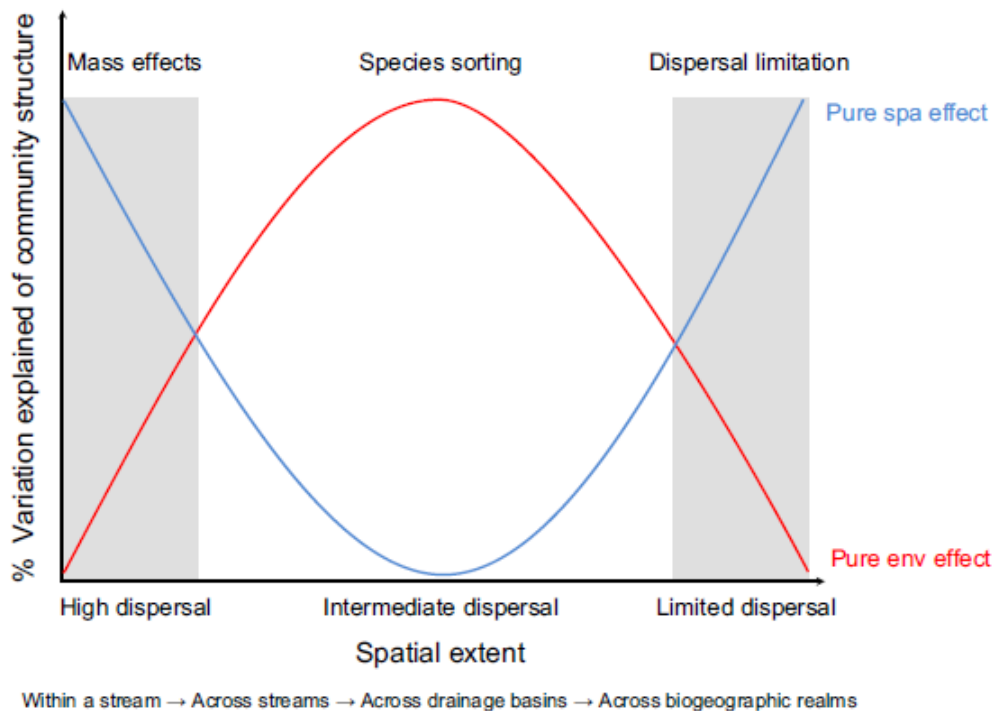 % Variation explained of community structure
Mass effects
Species sorting
Dispersal limitation
Pure spa effect
Pure env effect
High dispersal
Intermediate dispersal
Limited dispersal
Spatial extent
Within a stream → Across streams → Across drainage basins → Across biogeographic realms